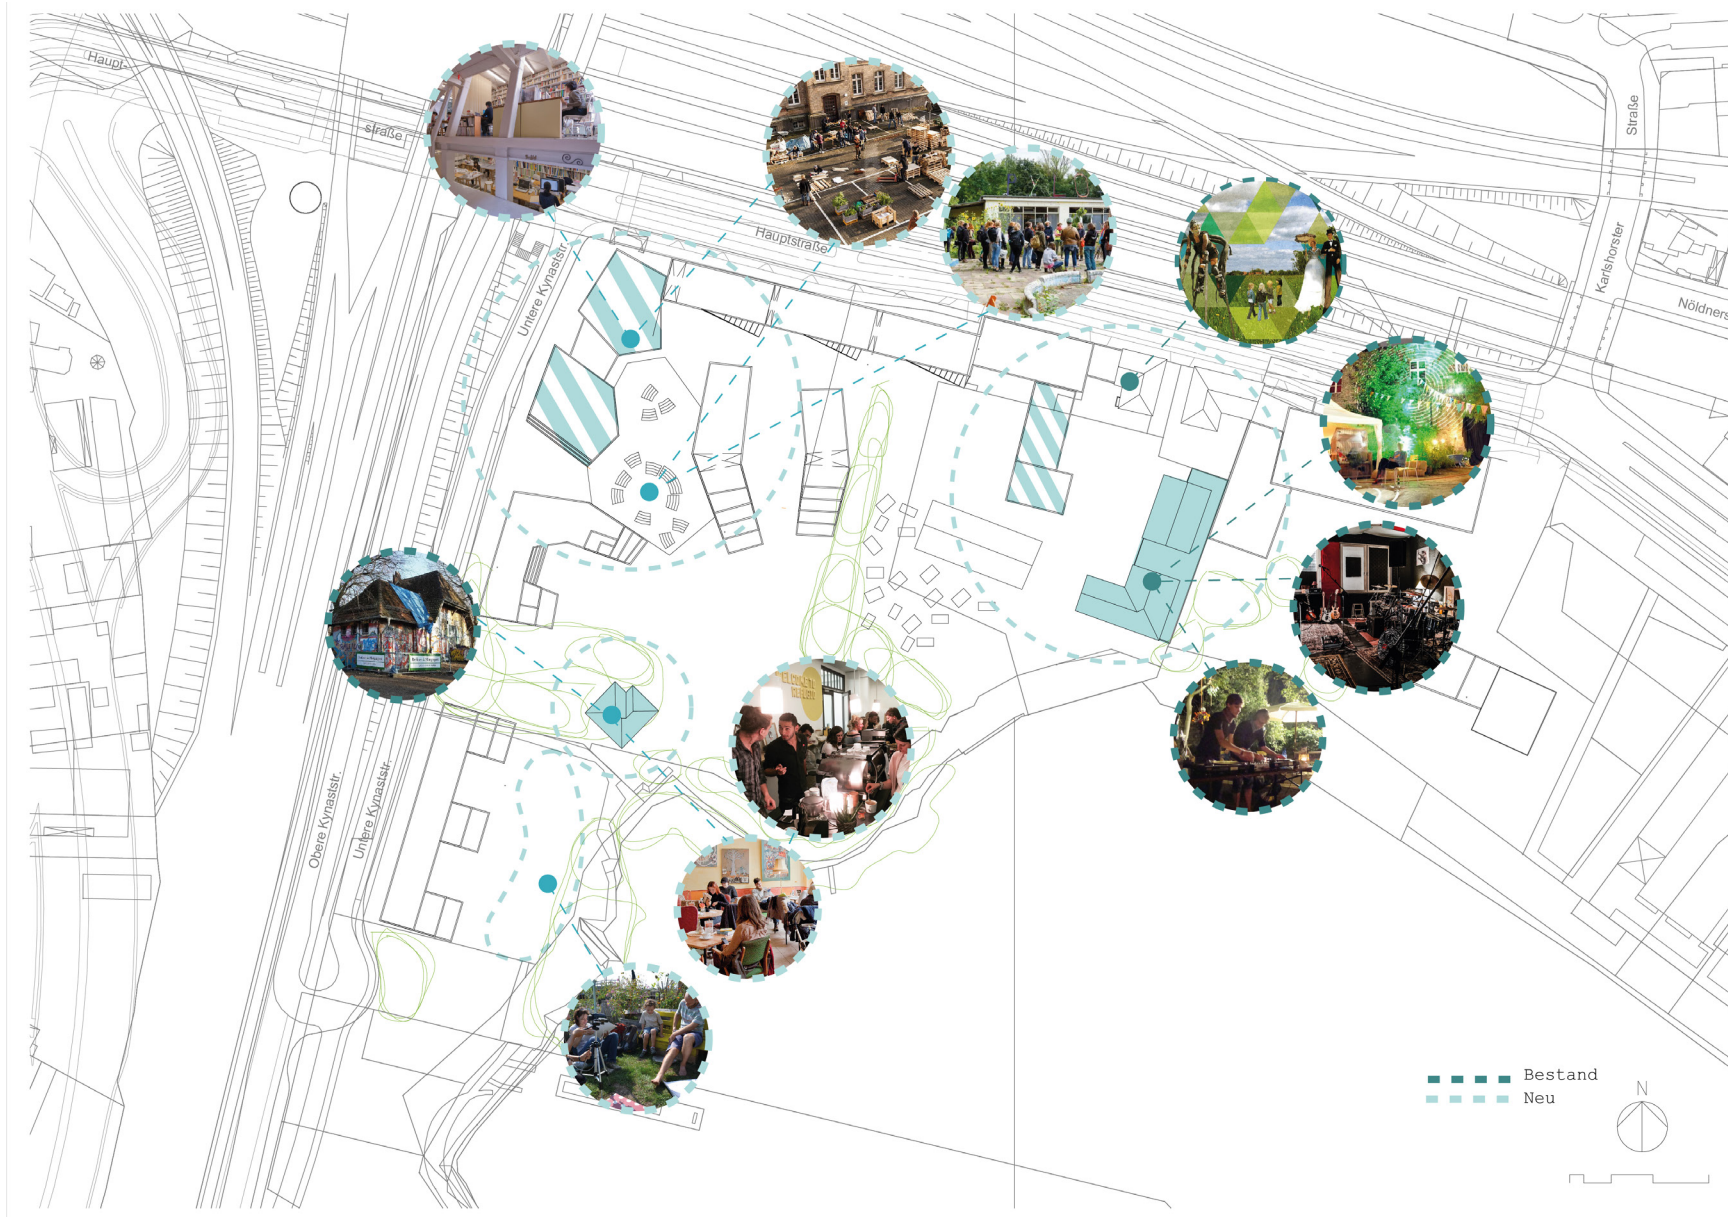 Haupt-
straße
Hauptstraße
Untere Kynaststr.
Straße
Karlshorster
Nöldners
Obere Kynaststr.
Untere Kynaststr.
Bestand
Neu
N